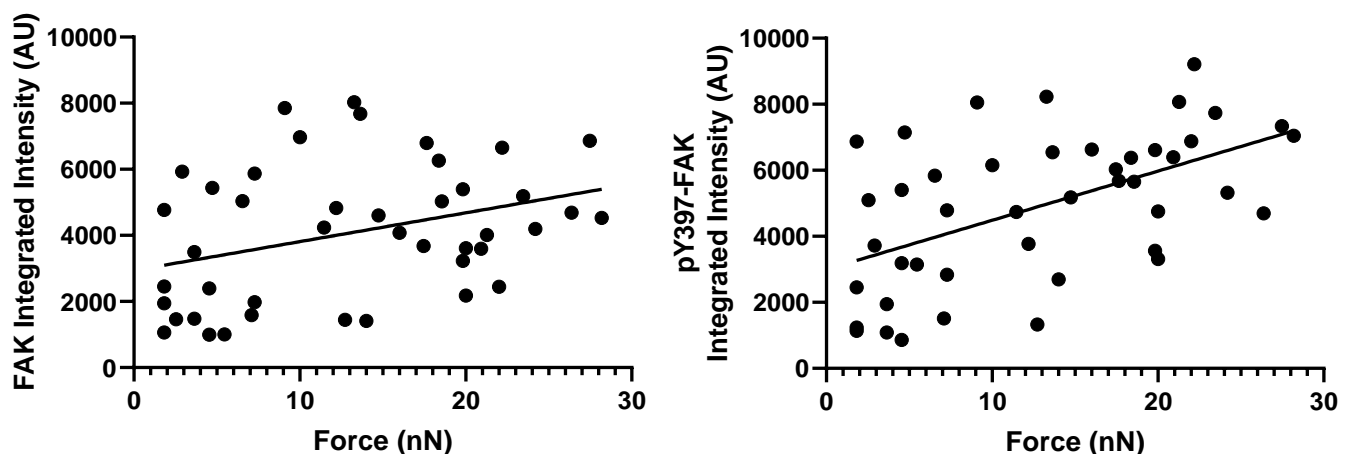 FAK Integrated Intensity (AU)
10000
8000
6000
4000
2000
0
0 10 20 30
Force (nN)
pY397-FAK
Integrated Intensity (AU)
10000
8000
6000
4000
2000
0
0 10 20 30
Force (nN)